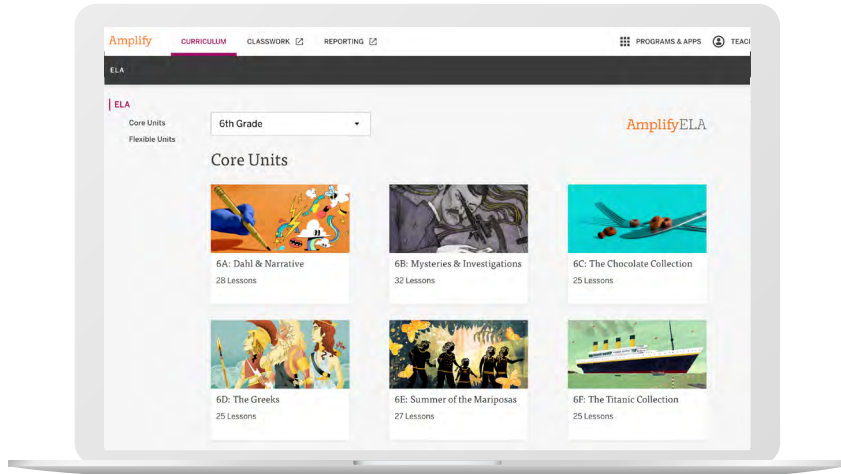 Amplify
CURRICULUM
CLASSWORK
REPORTING
PROGRAMS & APPS
ELA
ELA
Core Units
Flexible Units
6th Grade
AmplifyELA
Core Units
6A: Dahl & Narrative
28 Lessons
6B: Mysteries & Investigations
32 Lessons
6C: The Chocolate Collection
25 Lessons
6D: The Greeks
25 Lessons
6E: Summer of the Mariposas
27 Lessons
6F: The Titanic Collection
25 Lessons